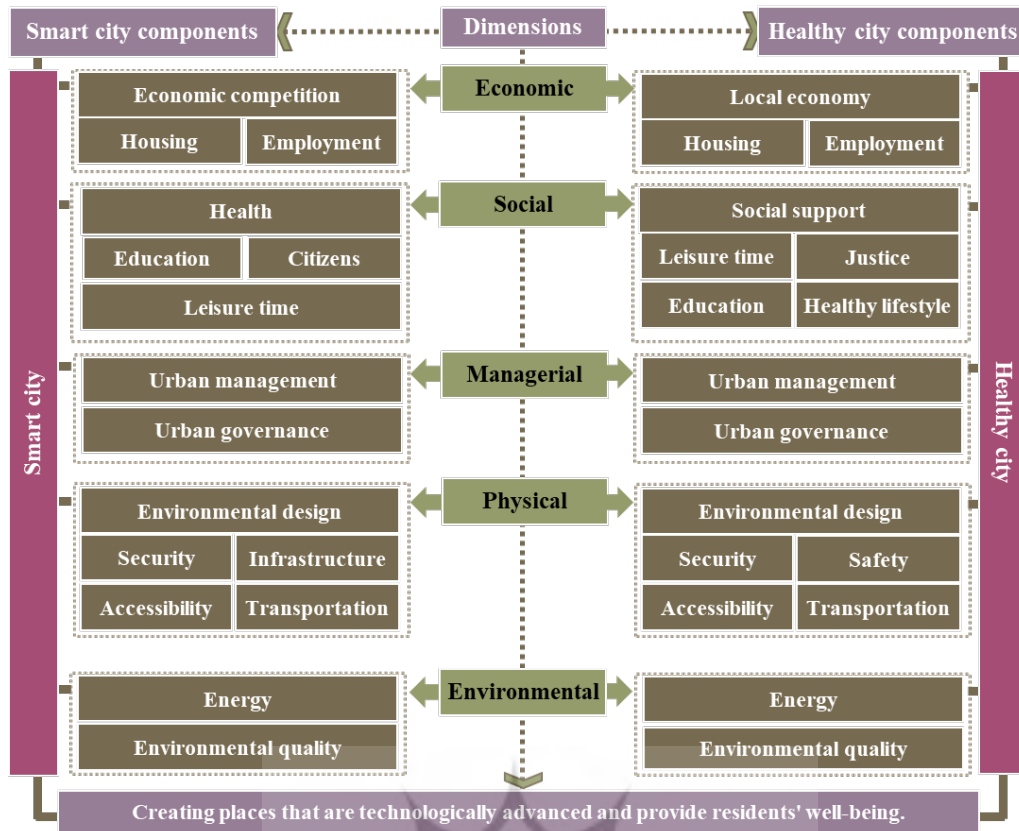 Smart city components
Dimensions
Healthy city components
Smart city
Economic competition
Housing
Employment
Economic
Local economy
Housing
Employment
Health
Education
Citizens
Leisure time
Social
Social support
Leisure time
Justice
Education
Healthy lifestyle
Urban management
Urban governance
Managerial
Urban management
Urban governance
Environmental design
Security
Infrastructure
Accessibility
Transportation
Physical
Environmental design
Security
Safety
Accessibility
Transportation
Energy
Environmental quality
Environmental
Energy
Environmental quality
Healthy city
Creating places that are technologically advanced and provide residents' well-being.